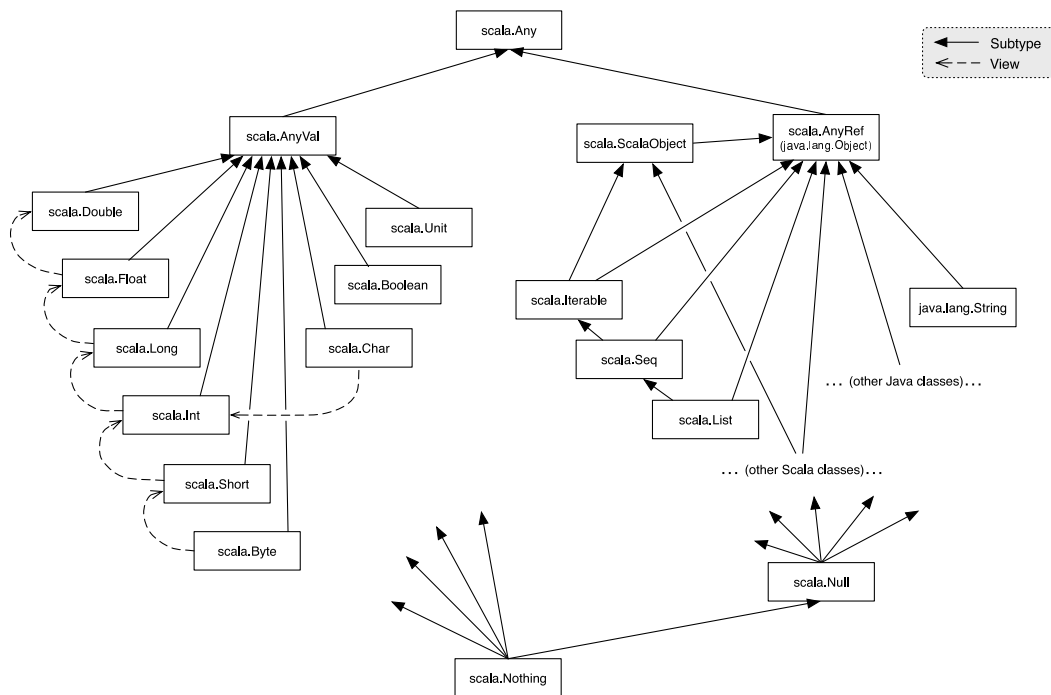 scala.Any
Subtype
View
scala.AnyVal
scala.ScalaObject
scala.AnyRef
(java.lang.Object)
scala.Double
scala.Unit
scala.Float
scala.Boolean
scala.Iterable
java.lang.String
scala.Long
scala.Char
scala.Seq
... (other Java classes)...
scala.Int
scala.List
scala.Short
... (other Scala classes)...
scala.Byte
scala.Null
scala.Nothing